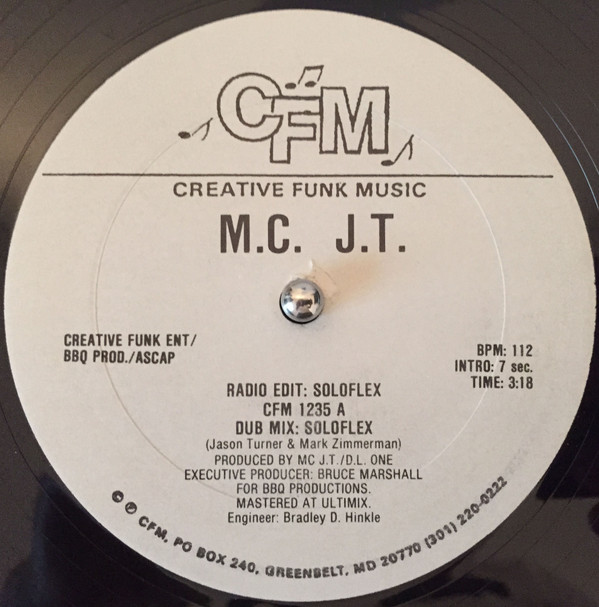 CFM
CREATIVE FUNK MUSIC
M.C. J.T.
CREATIVE FUNK ENT/
BBQ PROD./ASCAP
BPM: 112
INTRO: 7 sec.
TIME: 3:18
RADIO EDIT: SOLOFLEX
CFM 1235 A
DUB MIX: SOLOFLEX
(Jason Turner & Mark Zimmerman)
PRODUCED BY MC J.T./D.L. ONE
EXECUTIVE PRODUCER: BRUCE MARSHALL
FOR BBQ PRODUCTIONS.
MASTERED AT ULTIMIX.
Engineer: Bradley D. Hinkle
© ℗ CFM, PO BOX 240, GREENBELT, MD 20770 (301) 220-0222